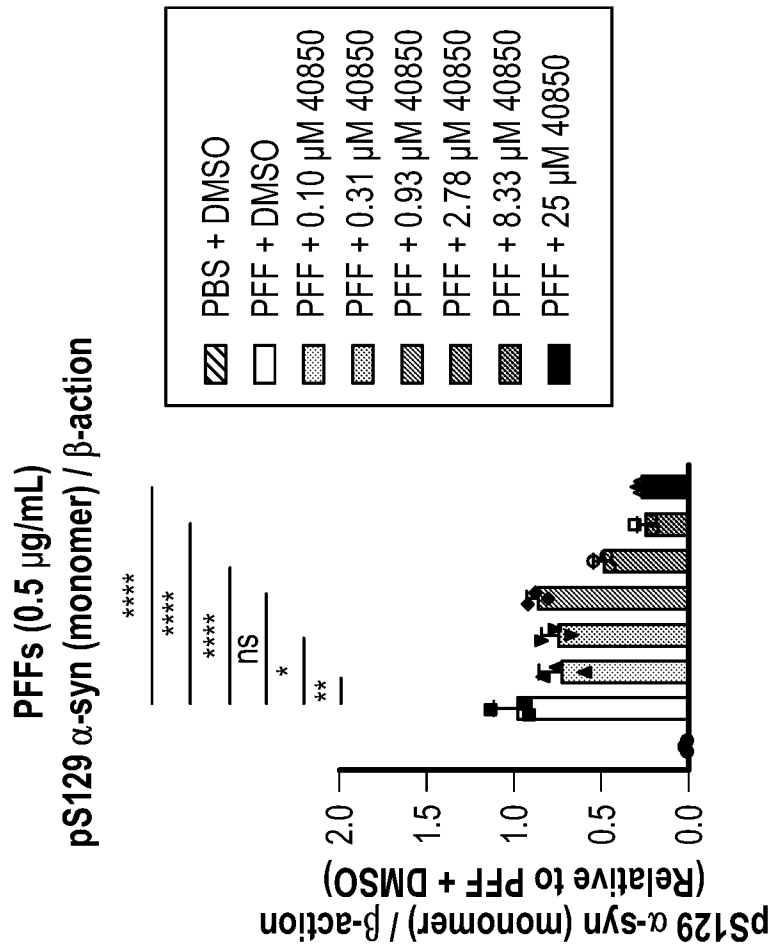 PFFs (0.5 μg/mL)
pS129 α-syn (monomer) / β-action
****
****
****
ns
*
**
pS129 α-syn (monomer) / β-action
(Relative to PFF + DMSO)
2.0
1.5
1.0
0.5
0.0
PBS + DMSO
PFF + DMSO
PFF + 0.10 μM 40850
PFF + 0.31 μM 40850
PFF + 0.93 μM 40850
PFF + 2.78 μM 40850
PFF + 8.33 μM 40850
PFF + 25 μM 40850